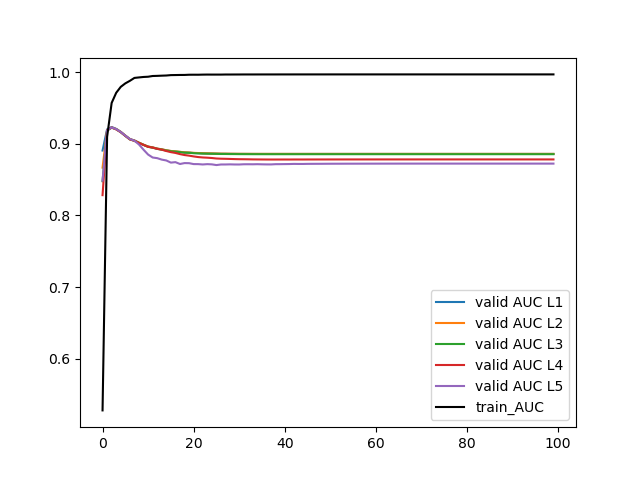 1.0
0.9
0.8
0.7
0.6
0 20 40 60 80 100
valid AUC L1
valid AUC L2
valid AUC L3
valid AUC L4
valid AUC L5
train_AUC